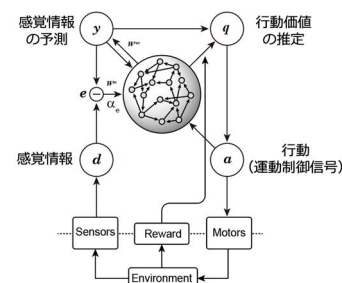 感覚情報
の予測
y
q
行動価値
の推定
e
−
α_e
感覚情報
d
a
行動
(運動制御信号)
Sensors
Reward
Motors
Environment